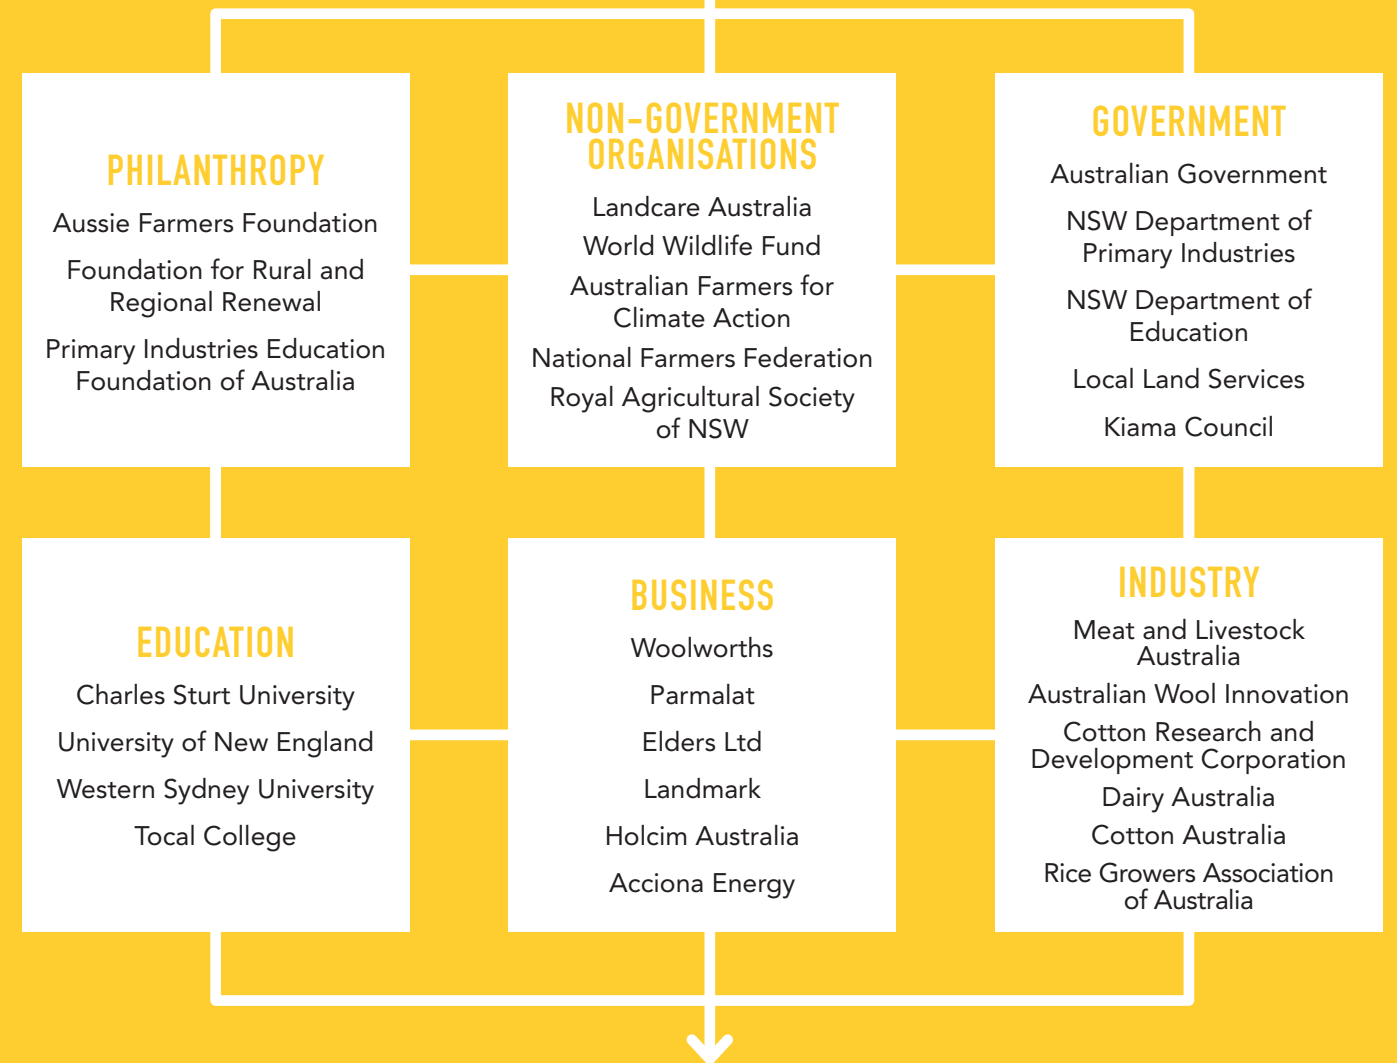 PHILANTHROPY
Aussie Farmers Foundation
Foundation for Rural and
Regional Renewal
Primary Industries Education
Foundation of Australia
NON-GOVERNMENT
ORGANISATIONS
Landcare Australia
World Wildlife Fund
Australian Farmers for
Climate Action
National Farmers Federation
Royal Agricultural Society
of NSW
GOVERNMENT
Australian Government
NSW Department of
Primary Industries
NSW Department of
Education
Local Land Services
Kiama Council
EDUCATION
Charles Sturt University
University of New England
Western Sydney University
Tocal College
BUSINESS
Woolworths
Parmalat
Elders Ltd
Landmark
Holcim Australia
Acciona Energy
INDUSTRY
Meat and Livestock
Australia
Australian Wool Innovation
Cotton Research and
Development Corporation
Dairy Australia
Cotton Australia
Rice Growers Association
of Australia